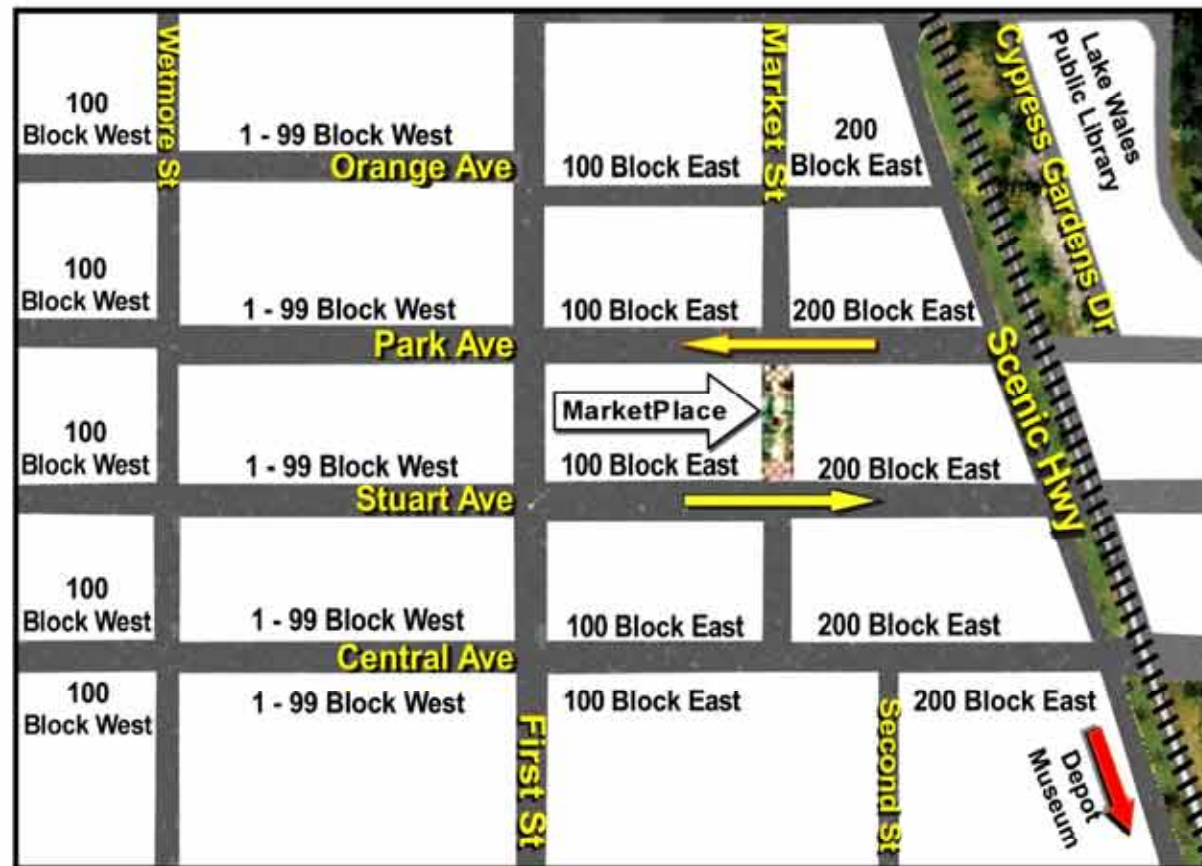 Wetmore St
Market St
Cypress Gardens Dr
Lake Wales
Public Library
100
Block West
1 - 99 Block West
100 Block East
200
Block East
Orange Ave
100
Block West
1 - 99 Block West
100 Block East
200 Block East
Park Ave
Scenic Hwy
MarketPlace
100
Block West
1 - 99 Block West
100 Block East
200 Block East
Stuart Ave
100
Block West
1 - 99 Block West
100 Block East
200 Block East
Central Ave
100
Block West
1 - 99 Block West
100 Block East
200 Block East
First St
Second St
Depot
Museum